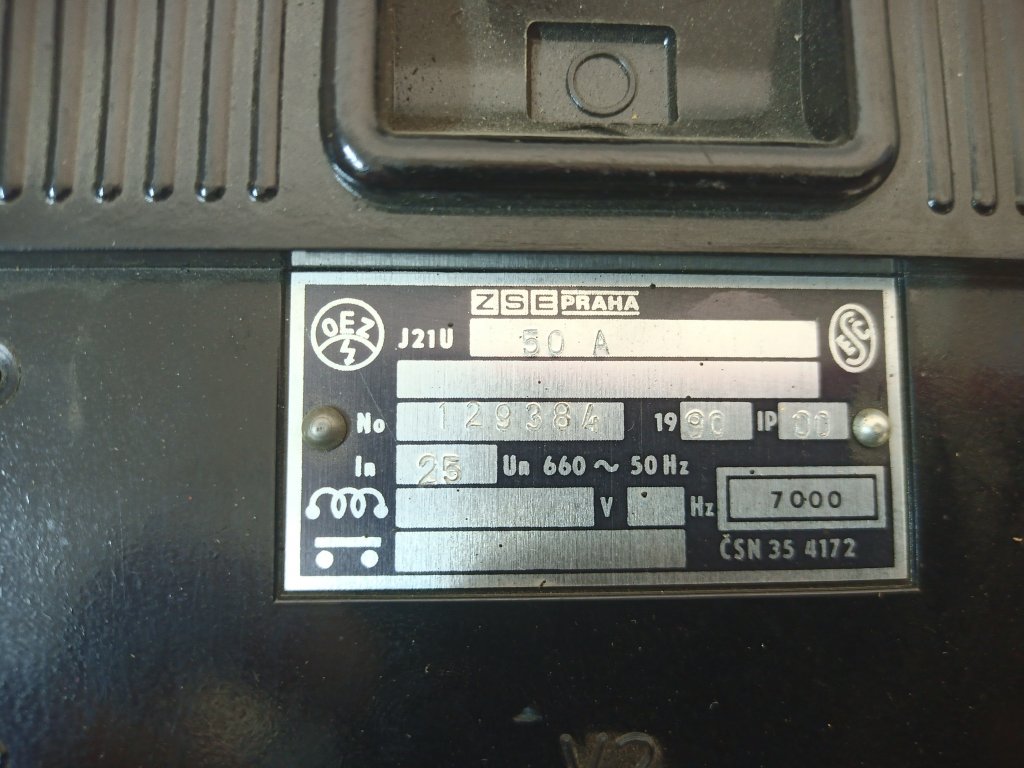 ZSE PRAHA
OEZ
J21U 50 A
ESC
No 129384 1990 IP 00
In 25 Un 660 ~ 50 Hz
V Hz 7000
ČSN 35 4172